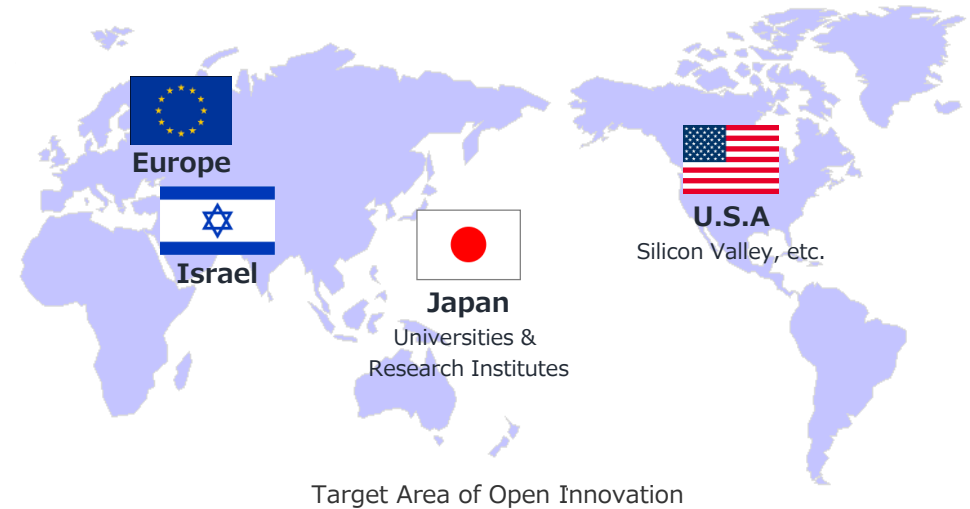 Europe
Israel
Japan
Universities &
Research Institutes
U.S.A
Silicon Valley, etc.
Target Area of Open Innovation